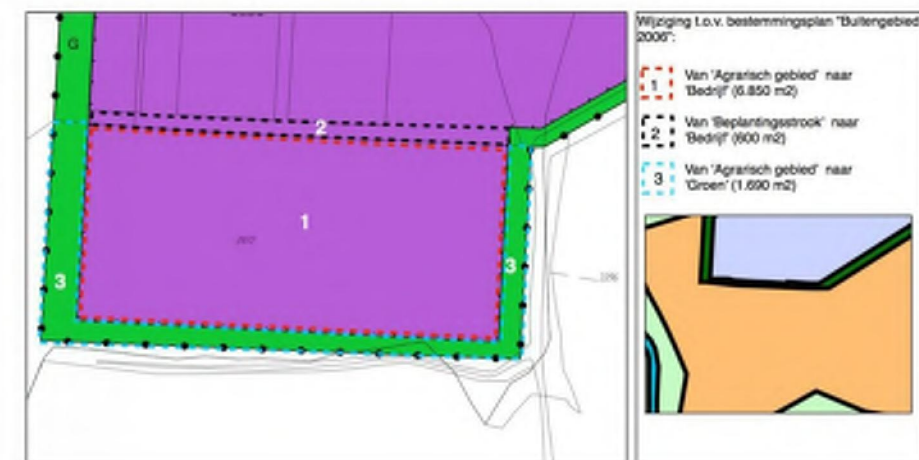 Wijziging t.o.v. bestemmingsplan "Buitengebied
2006":
1
Van 'Agrarisch gebied' naar
'Bedrijf' (6.850 m2)
2
Van 'Beplantingsstrook' naar
'Bedrijf' (600 m2)
3
Van 'Agrarisch gebied' naar
'Groen' (1.690 m2)
G
2
1
3
3